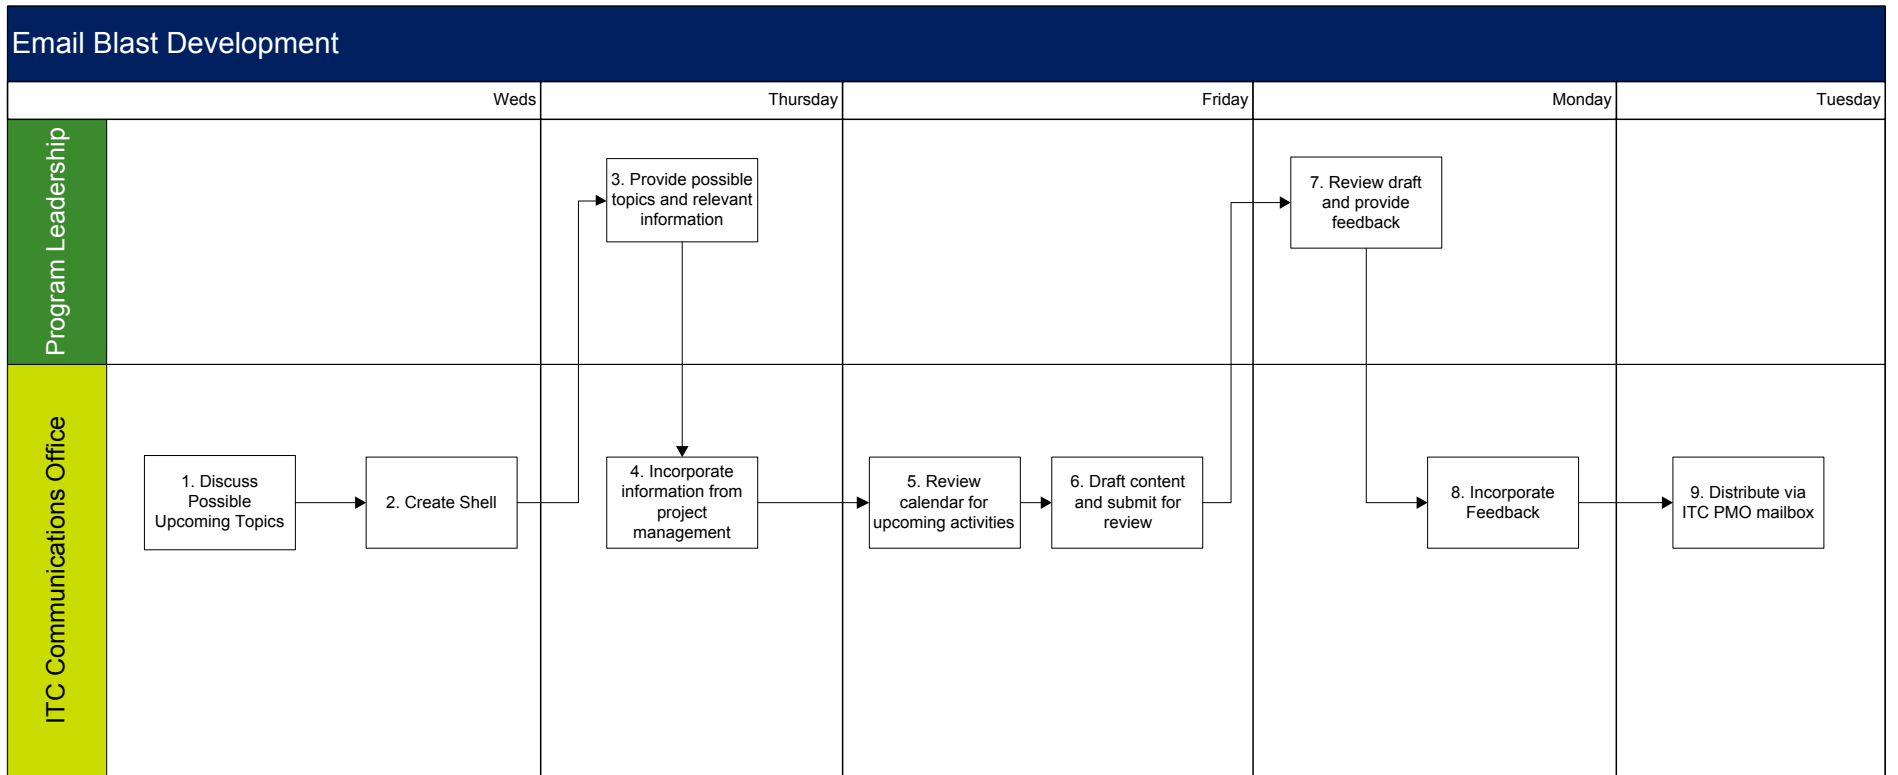 Email Blast Development
Weds
Thursday
Friday
Monday
Tuesday
Program Leadership
3. Provide possible
topics and relevant
information
7. Review draft
and provide
feedback
ITC Communications Office
1. Discuss
Possible
Upcoming Topics
2. Create Shell
4. Incorporate
information from
project
management
5. Review
calendar for
upcoming activities
6. Draft content
and submit for
review
8. Incorporate
Feedback
9. Distribute via
ITC PMO mailbox